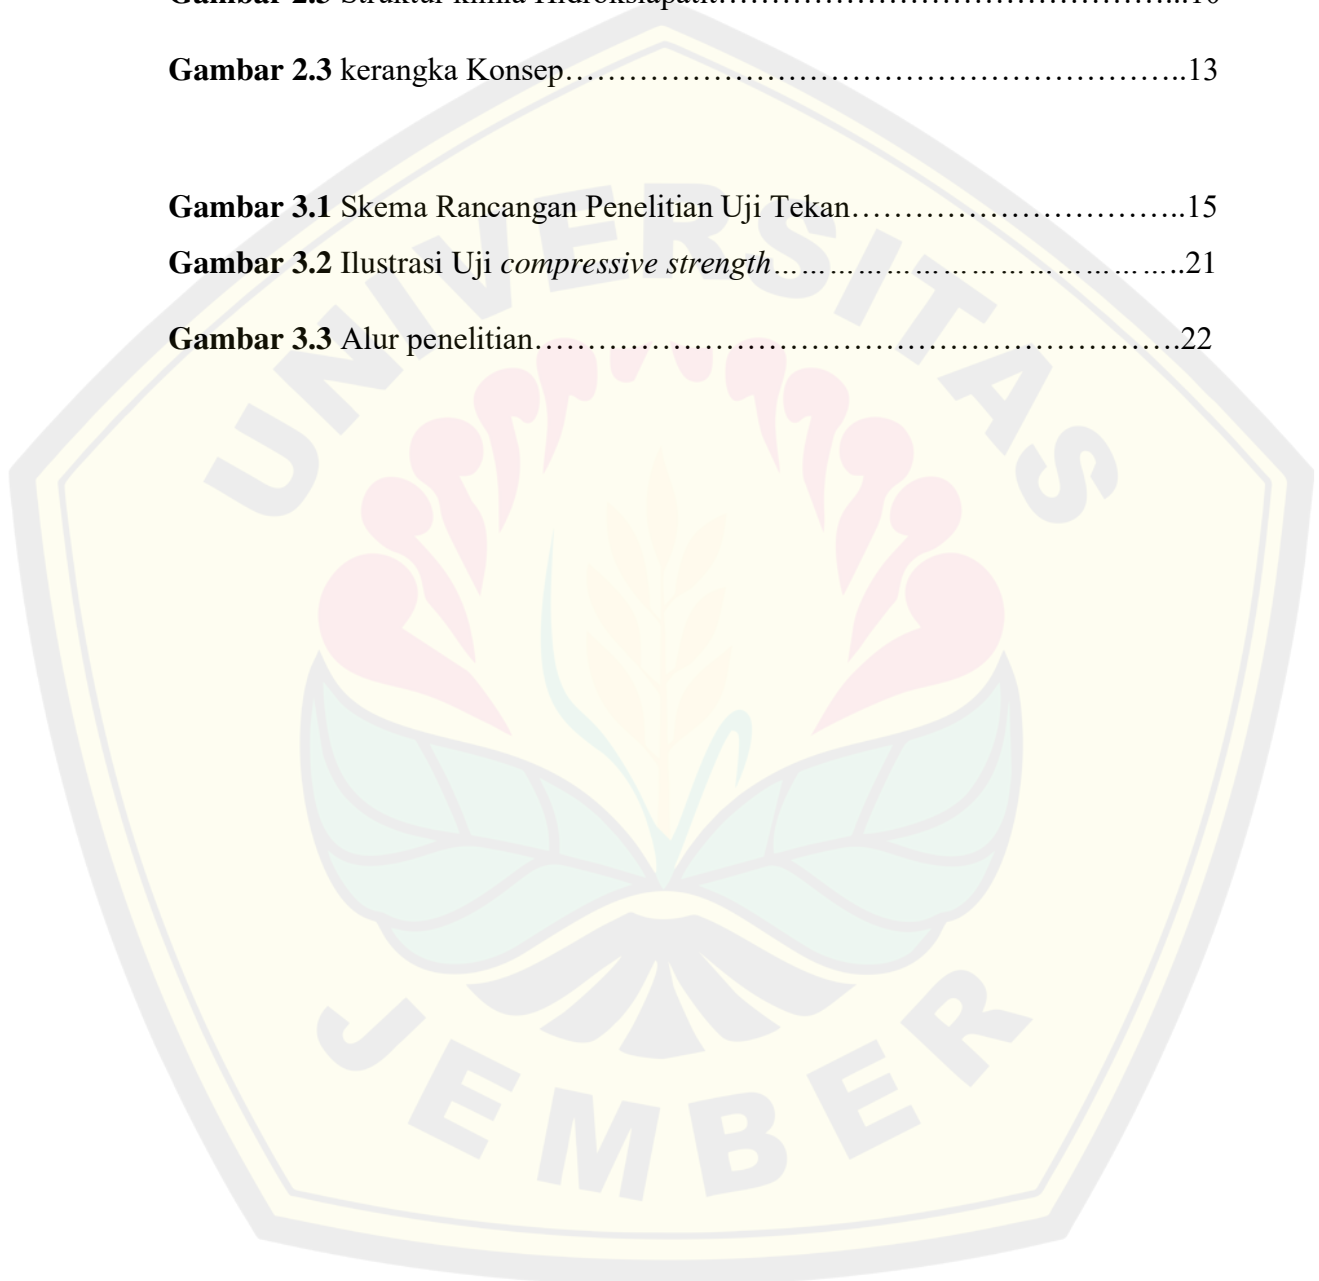 Gambar 2.3 kerangka Konsep…………………………………………………..13
Gambar 3.1 Skema Rancangan Penelitian Uji Tekan…………………………..15
Gambar 3.2 Ilustrasi Uji compressive strength………………………………..21
Gambar 3.3 Alur penelitian…………………………………………………….22
UNIVERSITAS
JEMBER